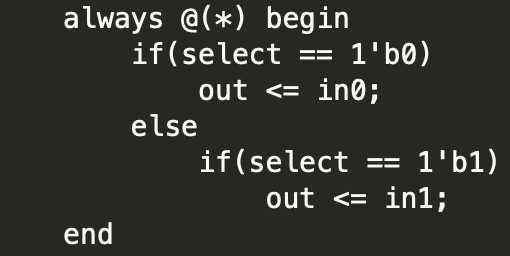 always @(*) begin
if(select == 1'b0)
out <= in0;
else
if(select == 1'b1)
out <= in1;
end